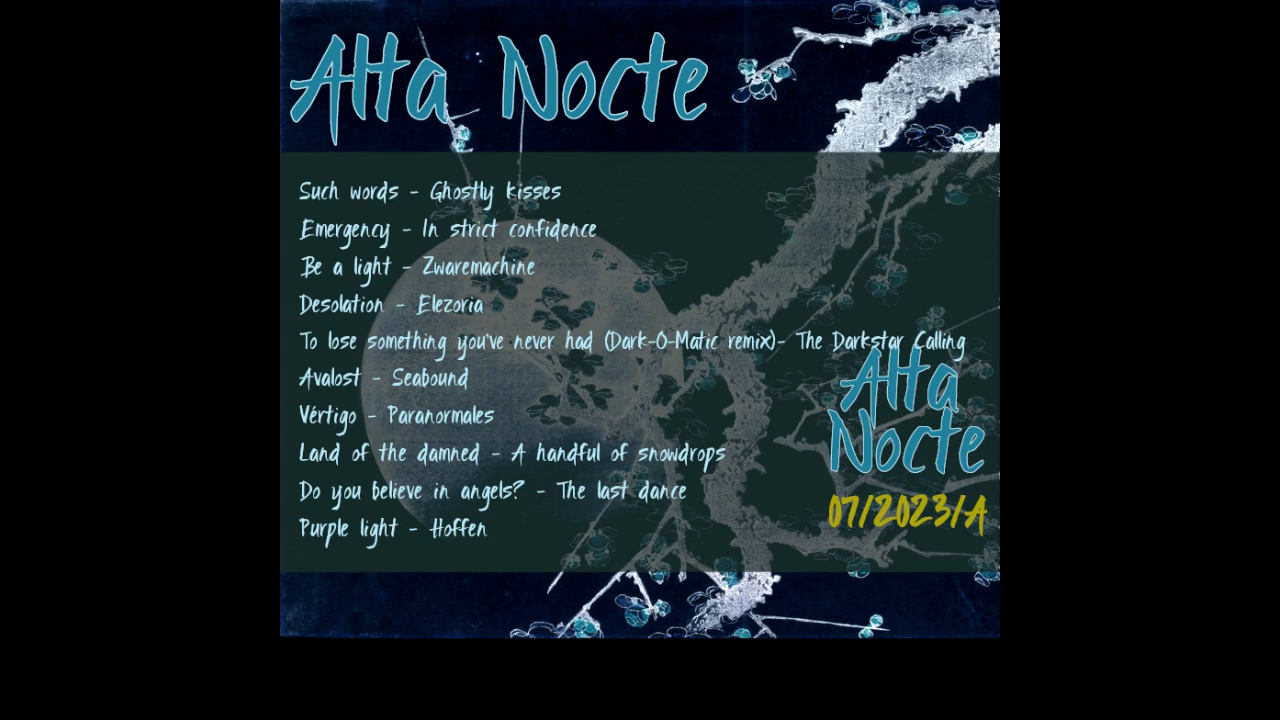 Alta Nocte
Such words - Ghostly kisses
Emergency - In strict confidence
Be a light - Zwaremachine
Desolation - Elezoria
To lose something you've never had (Dark-O-Matic remix)- The Darkstar Calling
Avalost - Seabound
Vértigo - Paranormales
Land of the damned - A handful of snowdrops
Do you believe in angels? - The last dance
Purple light - Hoffen
Alta
Nocte
07/2023/A